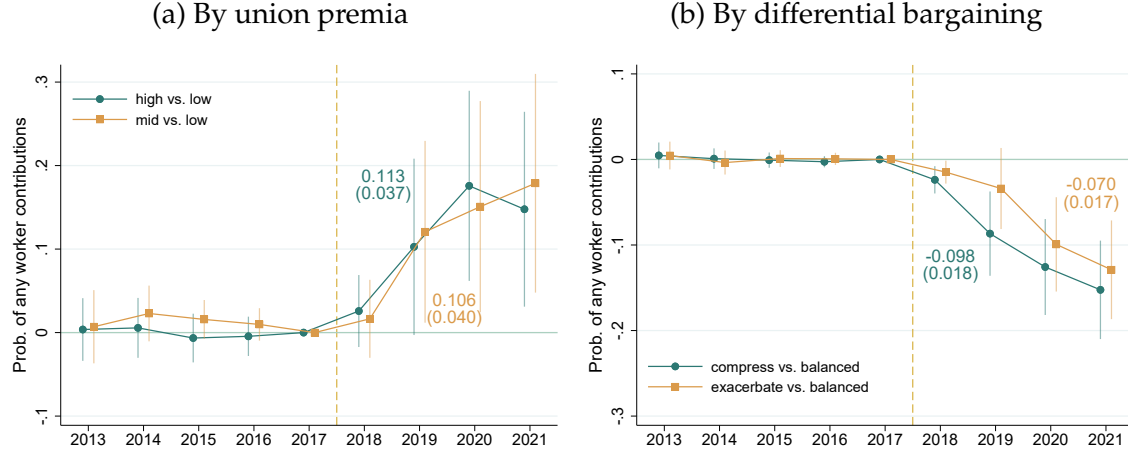 (a) By union premia
Prob. of any worker contributions
.3
.2
.1
0
-.1
high vs. low
mid vs. low
0.113
(0.037)
0.106
(0.040)
2013 2014 2015 2016 2017 2018 2019 2020 2021
(b) By differential bargaining
Prob. of any worker contributions
.1
0
-.1
-.2
-.3
-0.070
(0.017)
-0.098
(0.018)
compress vs. balanced
exacerbate vs. balanced
2013 2014 2015 2016 2017 2018 2019 2020 2021